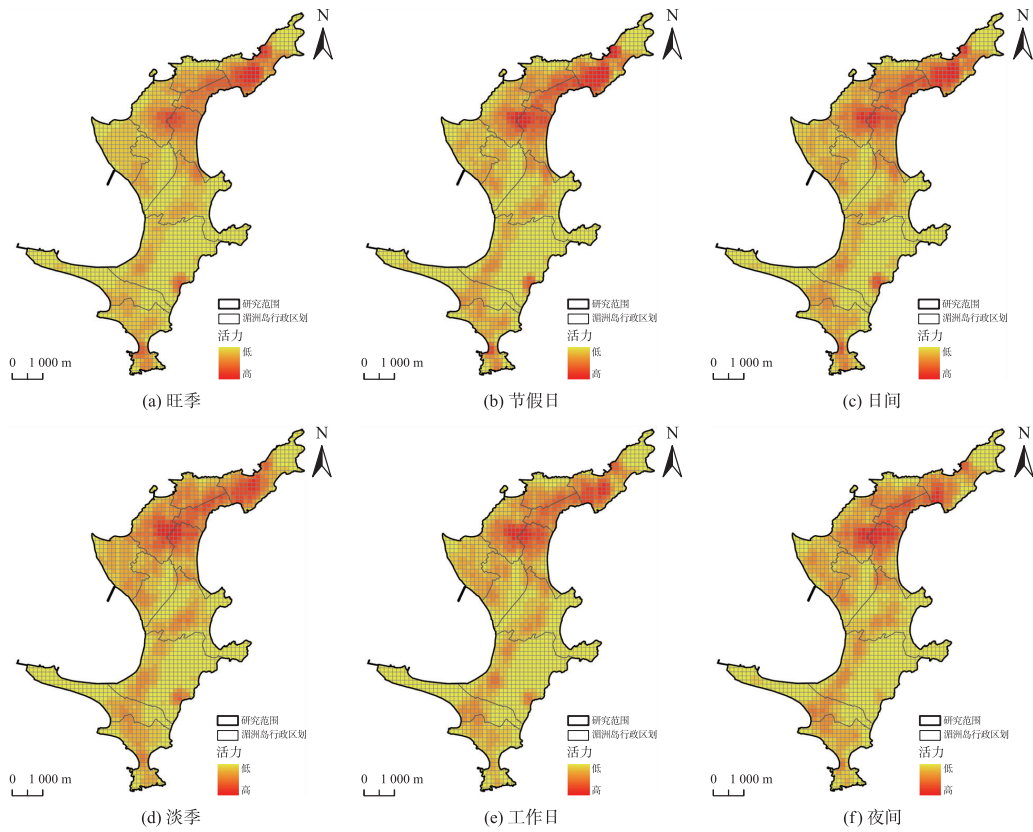 N
研究范围
湄洲岛行政区划
活力
低
高
0 1 000 m
(a) 旺季
N
研究范围
湄洲岛行政区划
活力
低
高
0 1 000 m
(b) 节假日
N
研究范围
湄洲岛行政区划
活力
低
高
0 1 000 m
(c) 日间
N
研究范围
湄洲岛行政区划
活力
低
高
0 1 000 m
(d) 淡季
N
研究范围
湄洲岛行政区划
活力
低
高
0 1 000 m
(e) 工作日
N
研究范围
湄洲岛行政区划
活力
低
高
0 1 000 m
(f) 夜间